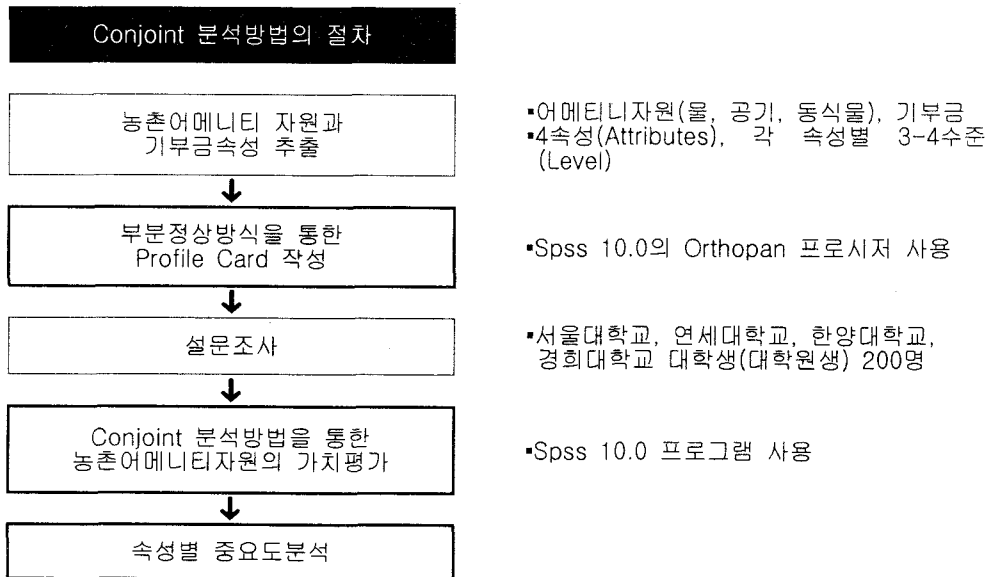 Conjoint 분석방법의 절차
농촌어메니티 자원과
기부금속성 추출
▪어메티니자원(물, 공기, 동식물), 기부금
▪4속성(Attributes), 각 속성별 3-4수준
(Level)
부분정상방식을 통한
Profile Card 작성
▪Spss 10.0의 Orthopan 프로시저 사용
설문조사
▪서울대학교, 연세대학교, 한양대학교,
경희대학교 대학생(대학원생) 200명
Conjoint 분석방법을 통한
농촌어메니티자원의 가치평가
▪Spss 10.0 프로그램 사용
속성별 중요도분석